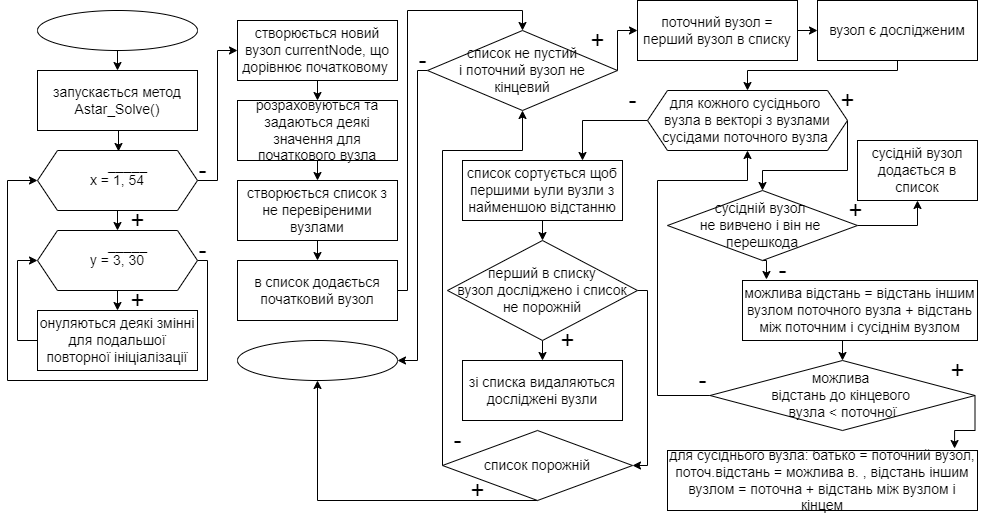 запускається метод
Astar_Solve()
x = 1, 54
-
+
y = 3, 30
-
+
онуляються деякі змінні
для подальшої
повторної ініціалізації
створюється новий
вузол currentNode, що
дорівнює початковому
розраховуються та
задаються деякі
значення для
початкового вузла
створюється список з
не перевіреними
вузлами
в список додається
початковий вузол
список не пустий
і поточний вузол не
кінцевий
-
+
поточний вузол =
перший вузол в списку
вузол є дослідженим
для кожного сусіднього
вузла в векторі з вузлами
сусідами поточного вузла
-
+
список сортується щоб
першими ьули вузли з
найменшою відстанню
перший в списку
вузол досліджено і список
не порожній
+
зі списка видаляються
досліджені вузли
-
список порожній
+
сусідній вузол
не вивчено і він не
перешкода
+
-
сусідній вузол
додається в
список
можлива відстань = відстань іншим
вузлом поточного вузла + відстань
між поточним і сусіднім вузлом
можлива
відстань до кінцевого
вузла < поточної
-
+
для сусіднього вузла: батько = поточний вузол,
поточ.відстань = можлива в. , відстань іншим
вузлом = поточна + відстань між вузлом і
кінцем